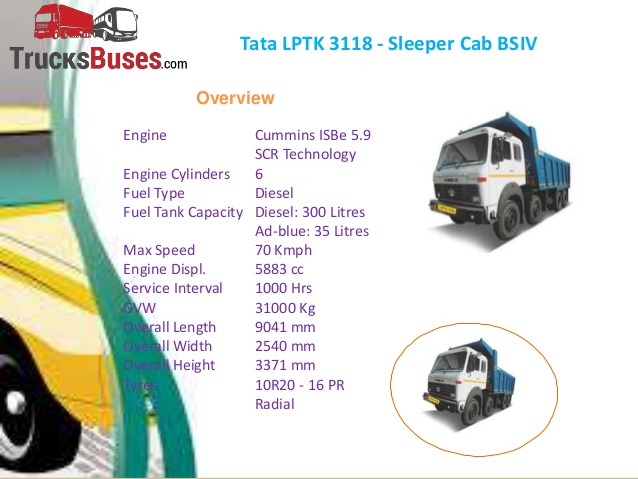 TrucksBuses.com
Tata LPTK 3118 - Sleeper Cab BSIV
Overview
Engine Cummins ISBe 5.9
SCR Technology
Engine Cylinders 6
Fuel Type Diesel
Fuel Tank Capacity Diesel: 300 Litres
Ad-blue: 35 Litres
Max Speed 70 Kmph
Engine Displ. 5883 cc
Service Interval 1000 Hrs
GVW 31000 Kg
Overall Length 9041 mm
Overall Width 2540 mm
Overall Height 3371 mm
Tyres 10R20 - 16 PR
Radial